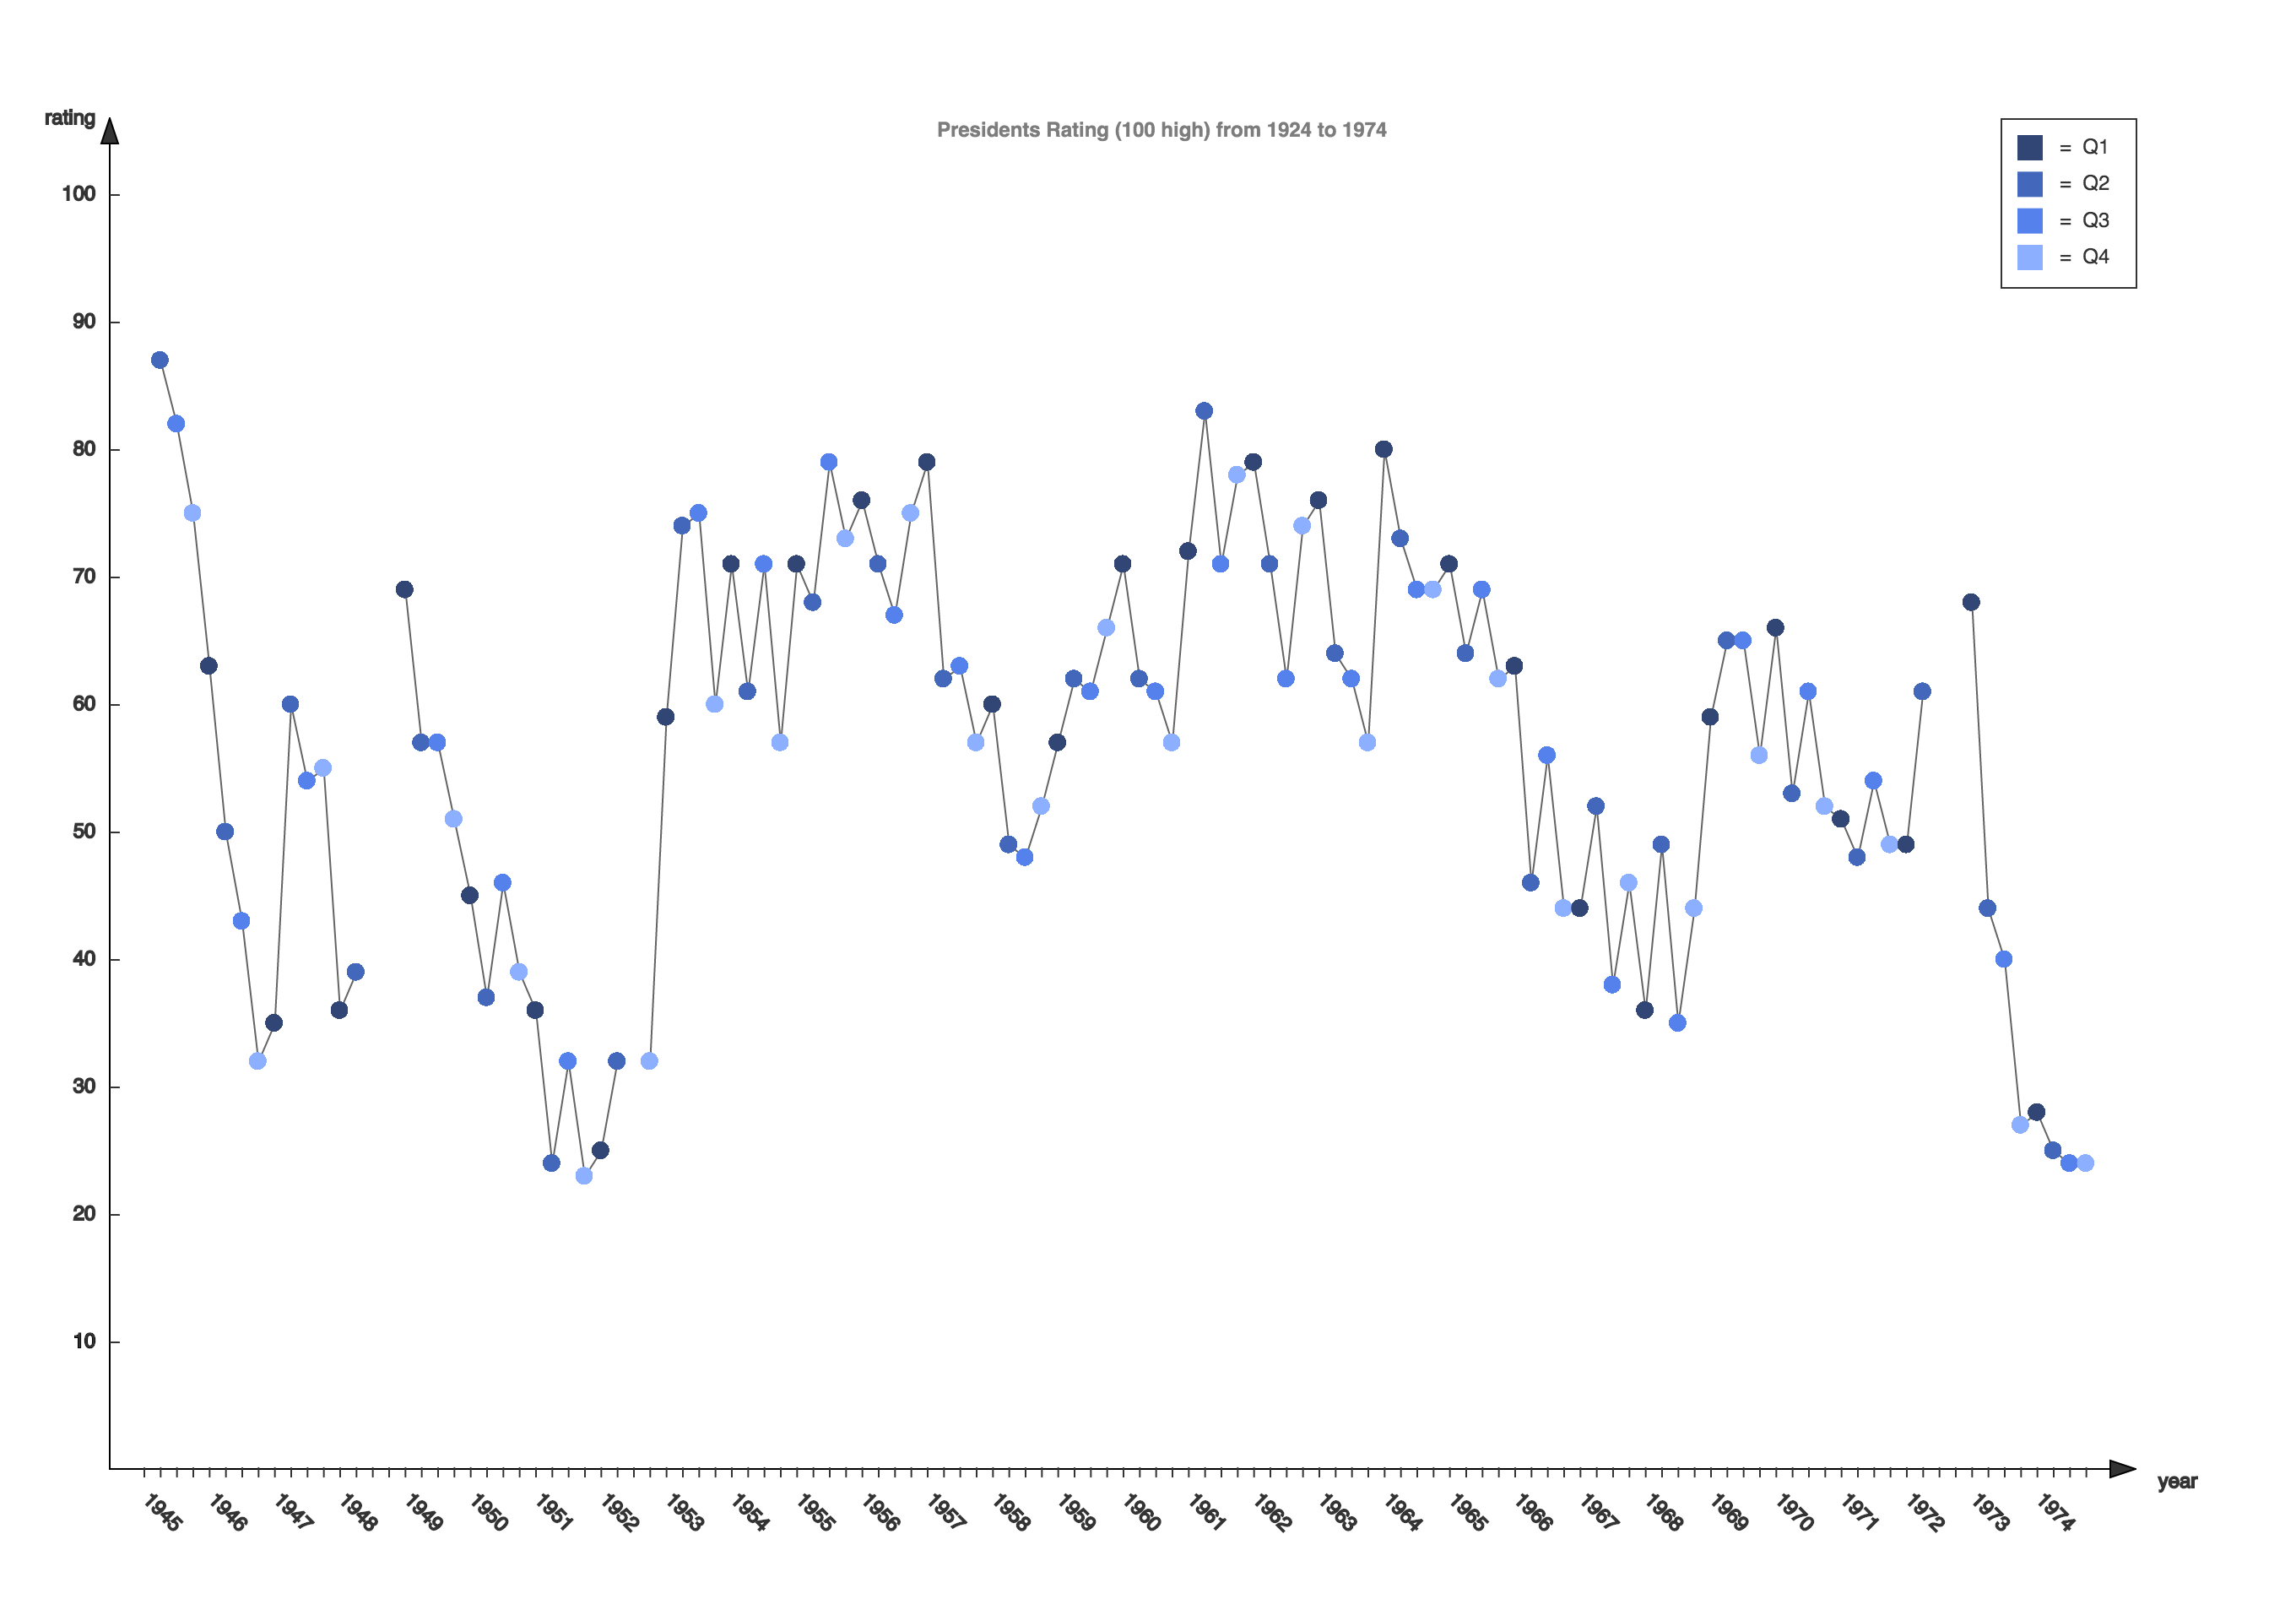 rating
Presidents Rating (100 high) from 1924 to 1974
= Q1
= Q2
= Q3
= Q4
100
90
80
70
60
50
40
30
20
10
year
1945 1946 1947 1948 1949 1950 1951 1952 1953 1954 1955 1956 1957 1958 1959 1960 1961 1962 1963 1964 1965 1966 1967 1968 1969 1970 1971 1972 1973 1974